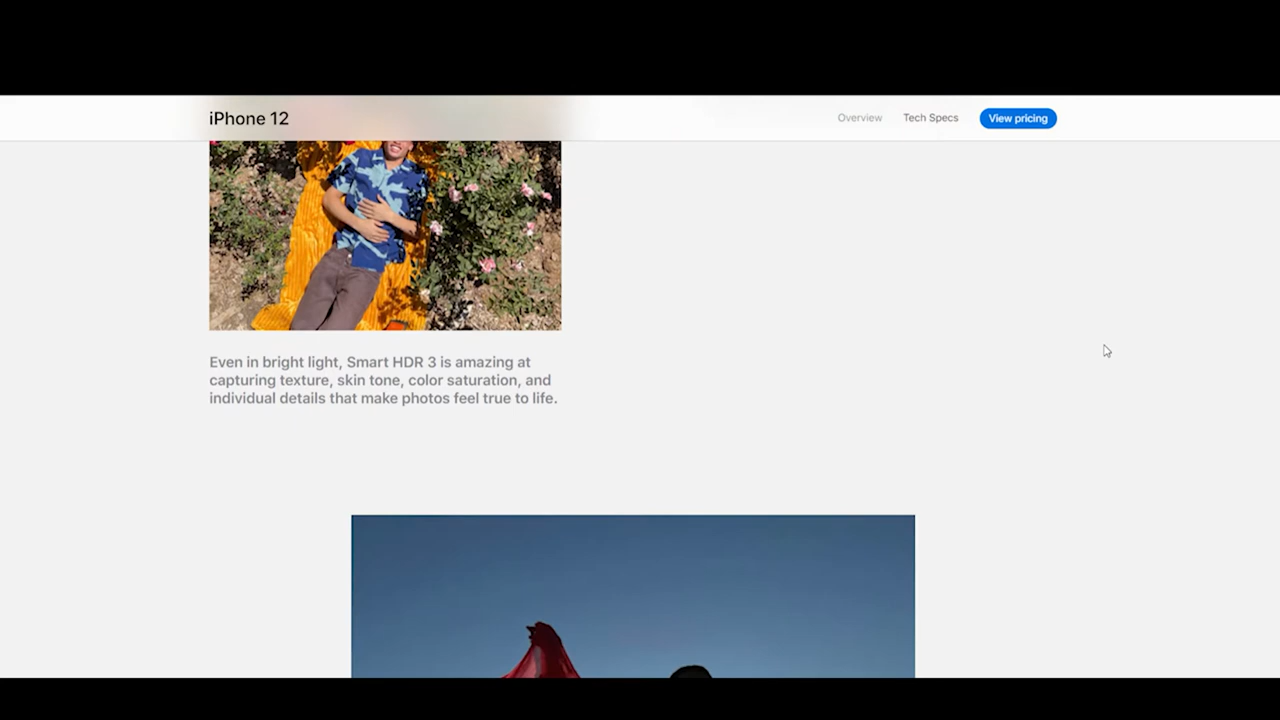 iPhone 12
Overview
Tech Specs
View pricing
Even in bright light, Smart HDR 3 is amazing at
capturing texture, skin tone, color saturation, and
individual details that make photos feel true to life.